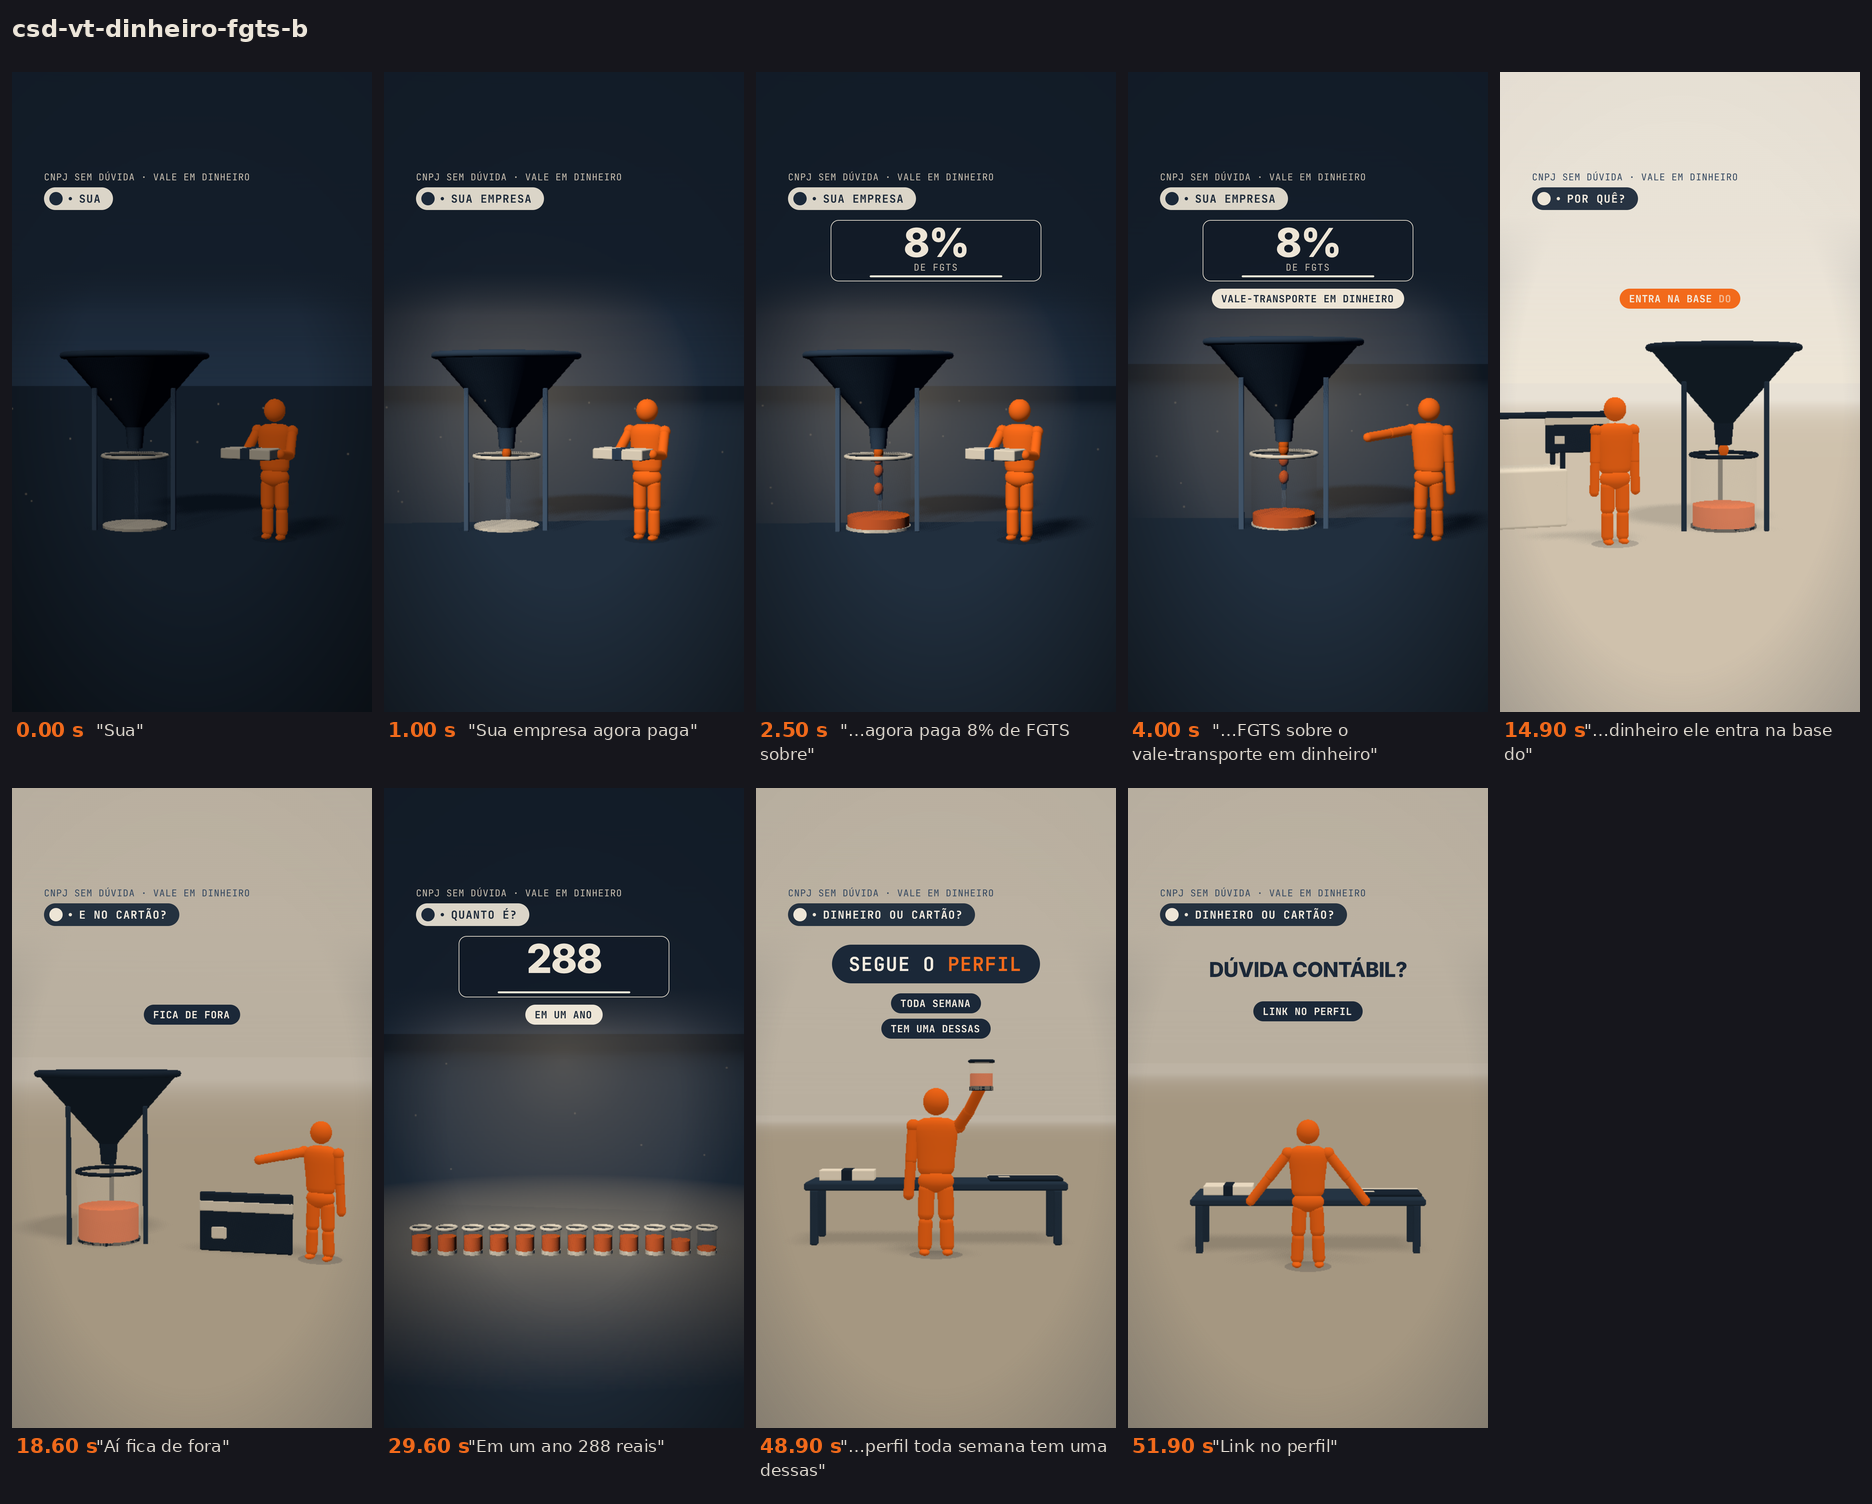 csd-vt-dinheiro-fgts-b
CNPJ SEM DÚVIDA · VALE EM DINHEIRO
• SUA
0.00 s "Sua"
CNPJ SEM DÚVIDA · VALE EM DINHEIRO
• SUA EMPRESA
1.00 s "Sua empresa agora paga"
CNPJ SEM DÚVIDA · VALE EM DINHEIRO
• SUA EMPRESA
8%
DE FGTS
2.50 s "...agora paga 8% de FGTS
sobre"
CNPJ SEM DÚVIDA · VALE EM DINHEIRO
• SUA EMPRESA
8%
DE FGTS
VALE-TRANSPORTE EM DINHEIRO
4.00 s "...FGTS sobre o
vale-transporte em dinheiro"
CNPJ SEM DÚVIDA · VALE EM DINHEIRO
• POR QUÊ?
ENTRA NA BASE DO
14.90 s "...dinheiro ele entra na base
do"
CNPJ SEM DÚVIDA · VALE EM DINHEIRO
• E NO CARTÃO?
FICA DE FORA
18.60 s "Aí fica de fora"
CNPJ SEM DÚVIDA · VALE EM DINHEIRO
• QUANTO É?
288
EM UM ANO
29.60 s "Em um ano 288 reais"
CNPJ SEM DÚVIDA · VALE EM DINHEIRO
• DINHEIRO OU CARTÃO?
SEGUE O PERFIL
TODA SEMANA
TEM UMA DESSAS
48.90 s "...perfil toda semana tem uma
dessas"
CNPJ SEM DÚVIDA · VALE EM DINHEIRO
• DINHEIRO OU CARTÃO?
DÚVIDA CONTÁBIL?
LINK NO PERFIL
51.90 s "Link no perfil"